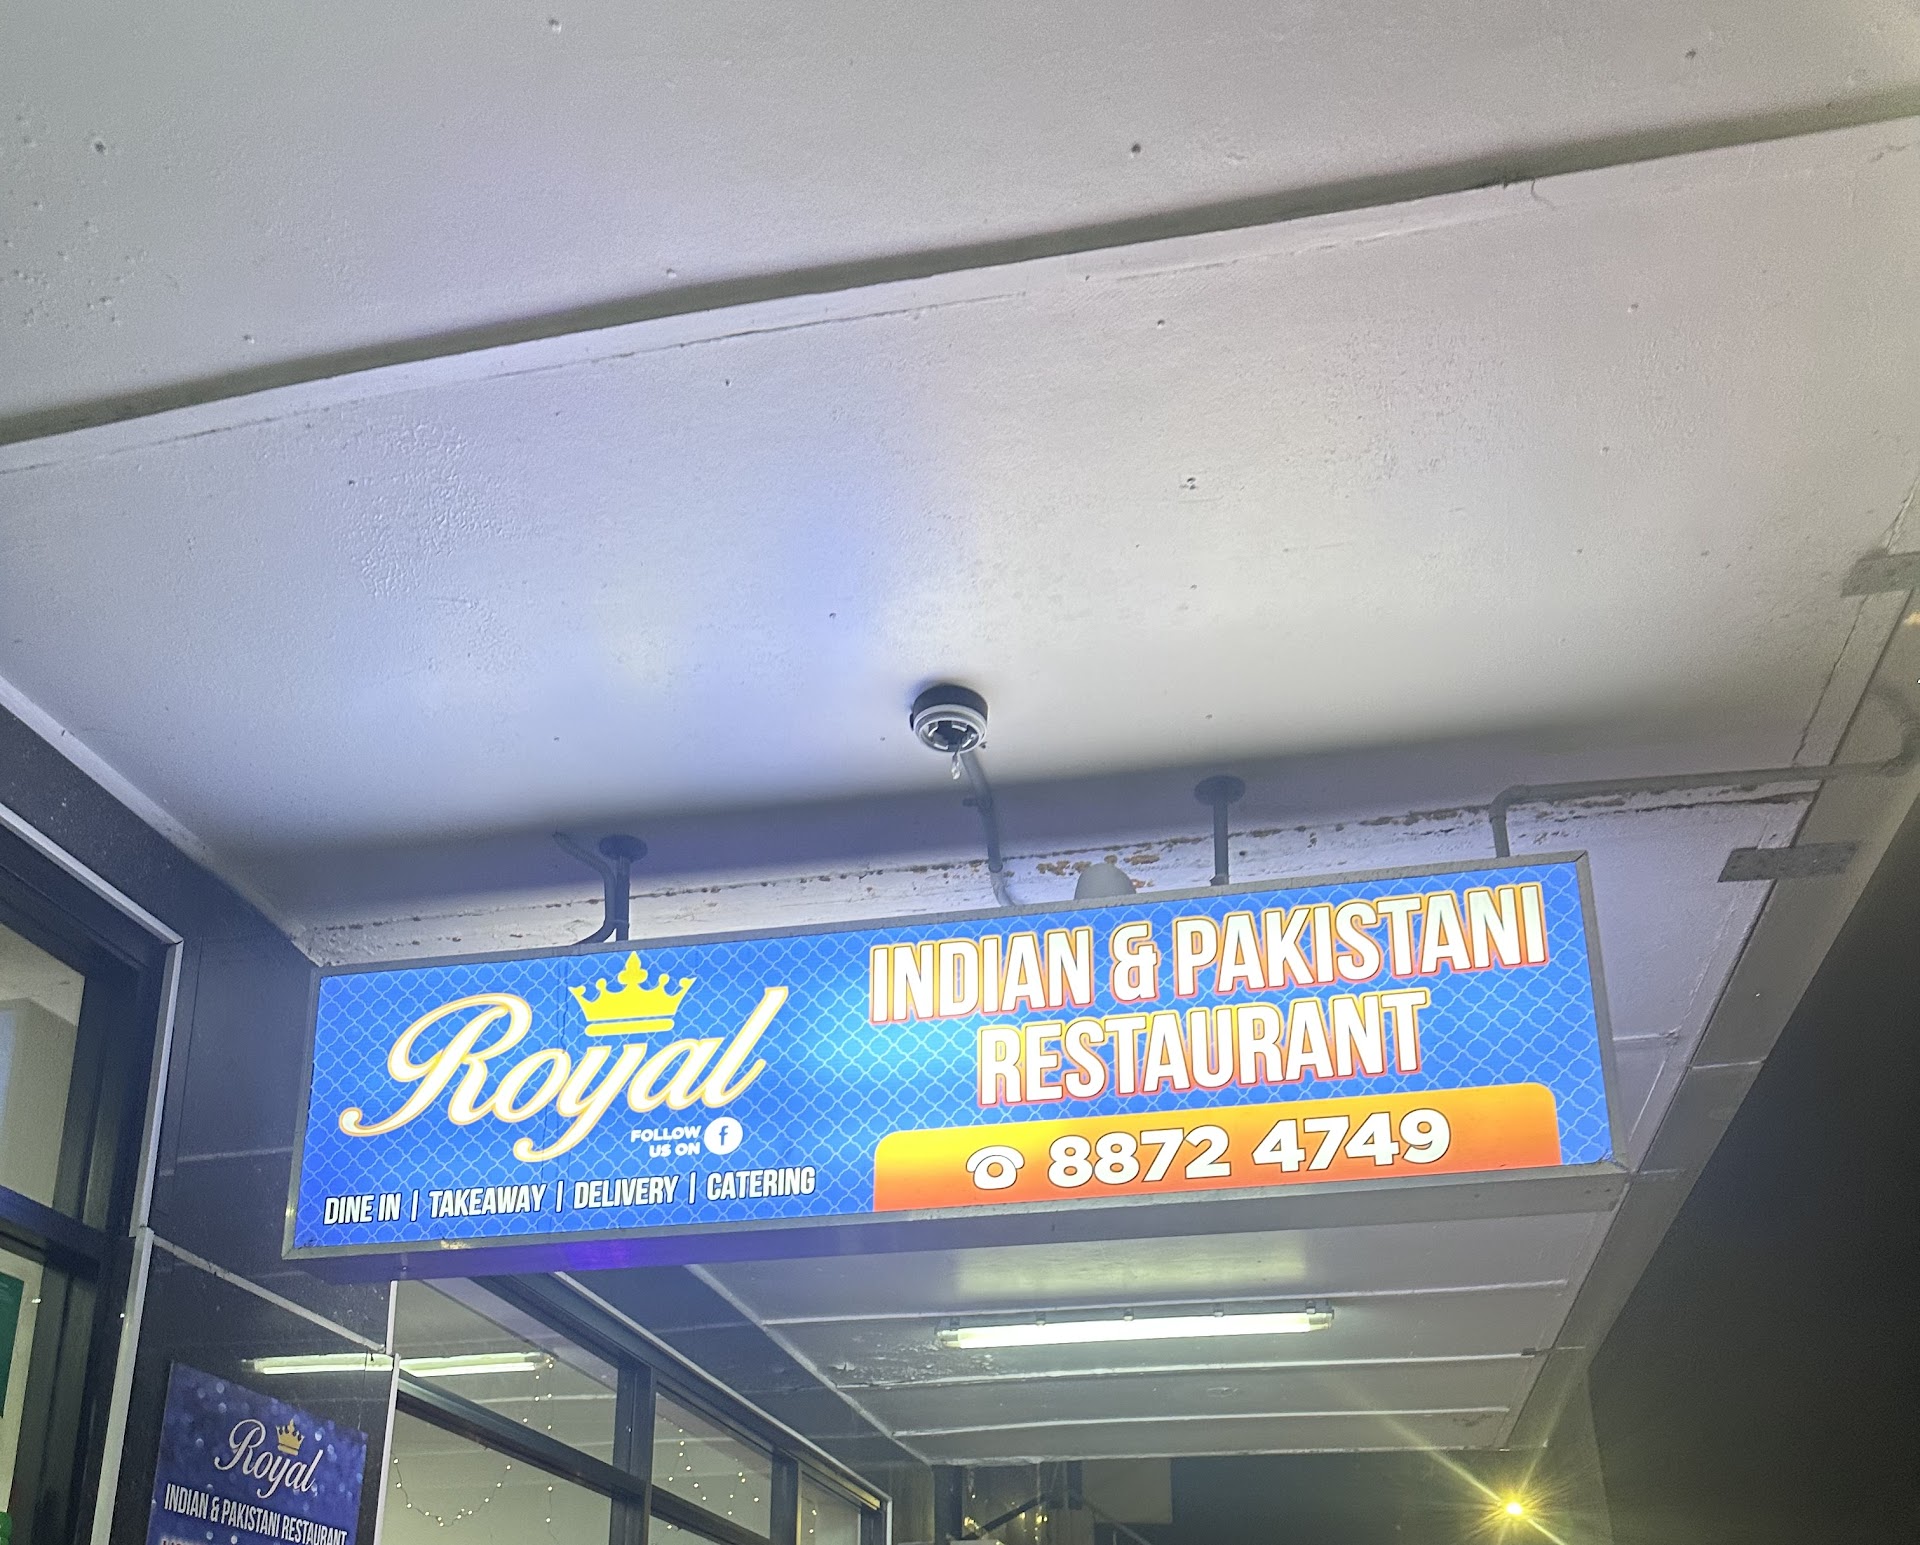 Royal
FOLLOW
US ON f
DINE IN | TAKEAWAY | DELIVERY | CATERING
INDIAN & PAKISTANI
RESTAURANT
8872 4749
Royal
INDIAN & PAKISTANI RESTAURANT